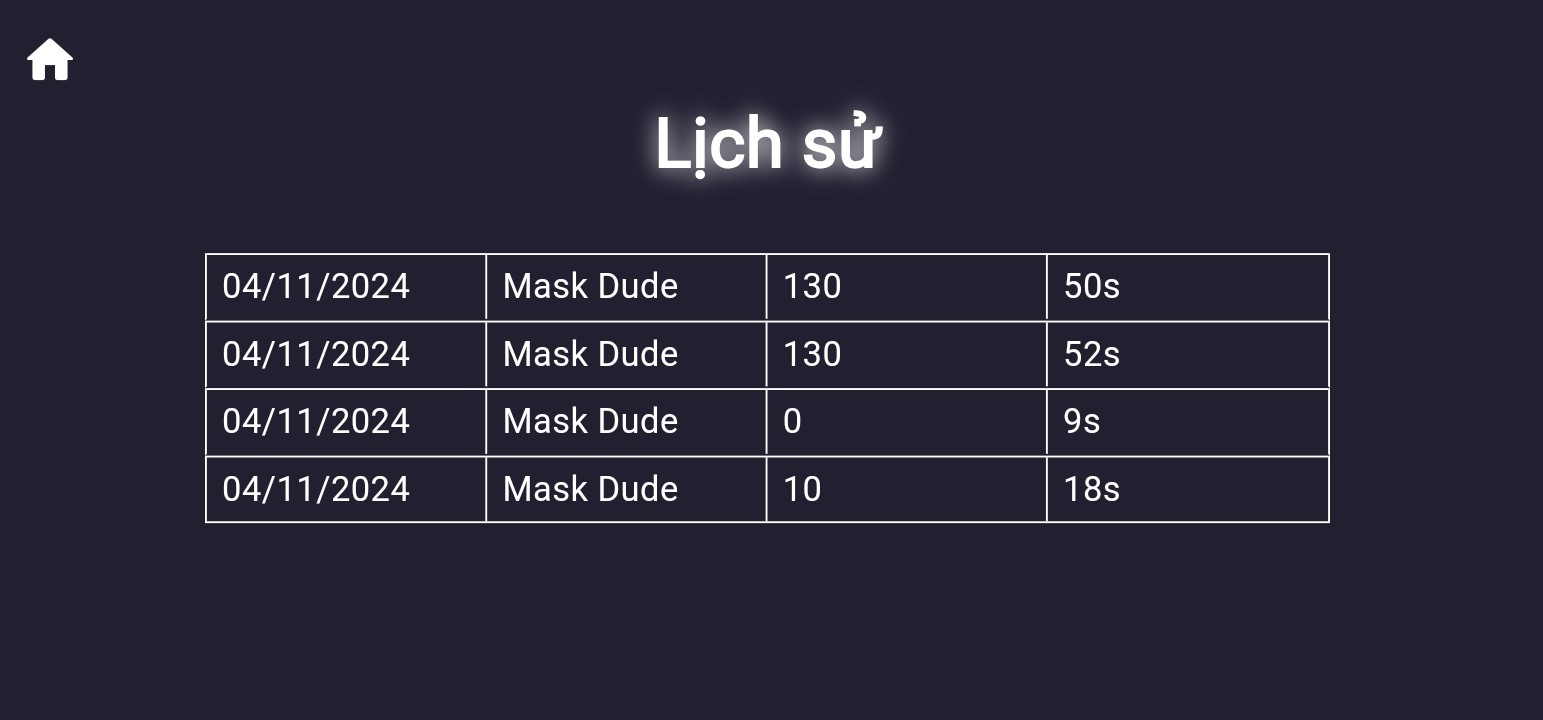 Lịch sử
04/11/2024 Mask Dude 130 50s
04/11/2024 Mask Dude 130 52s
04/11/2024 Mask Dude 0 9s
04/11/2024 Mask Dude 10 18s